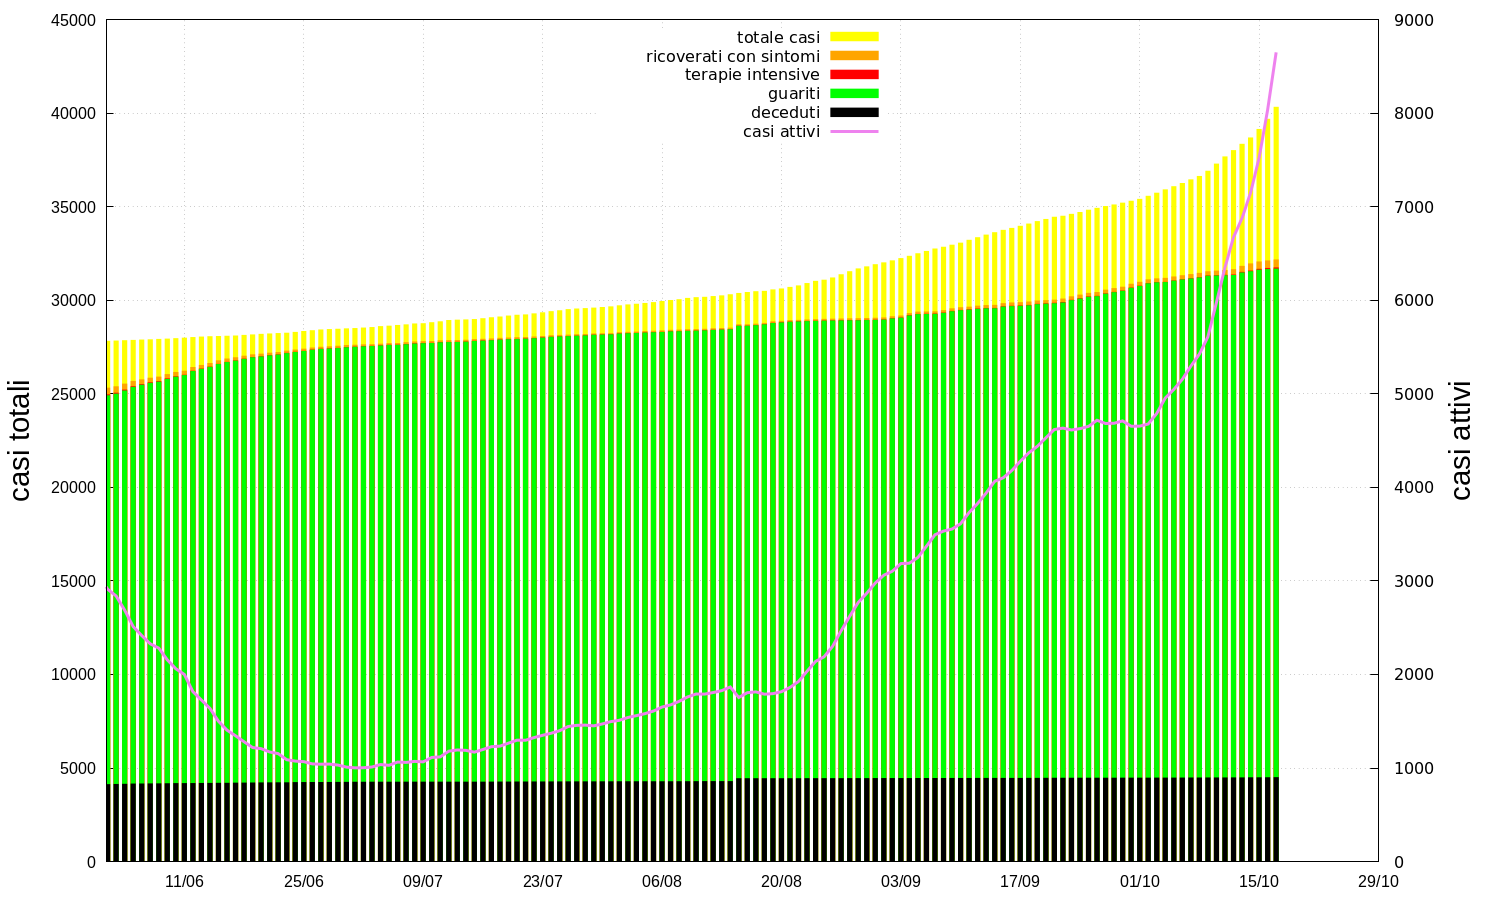 45000
40000
35000
30000
25000
20000
15000
10000
5000
0
casi totali
totale casi
ricoverati con sintomi
terapie intensive
guariti
deceduti
casi attivi
9000
8000
7000
6000
5000
4000
3000
2000
1000
0
casi attivi
11/06 25/06 09/07 23/07 06/08 20/08 03/09 17/09 01/10 15/10 29/10